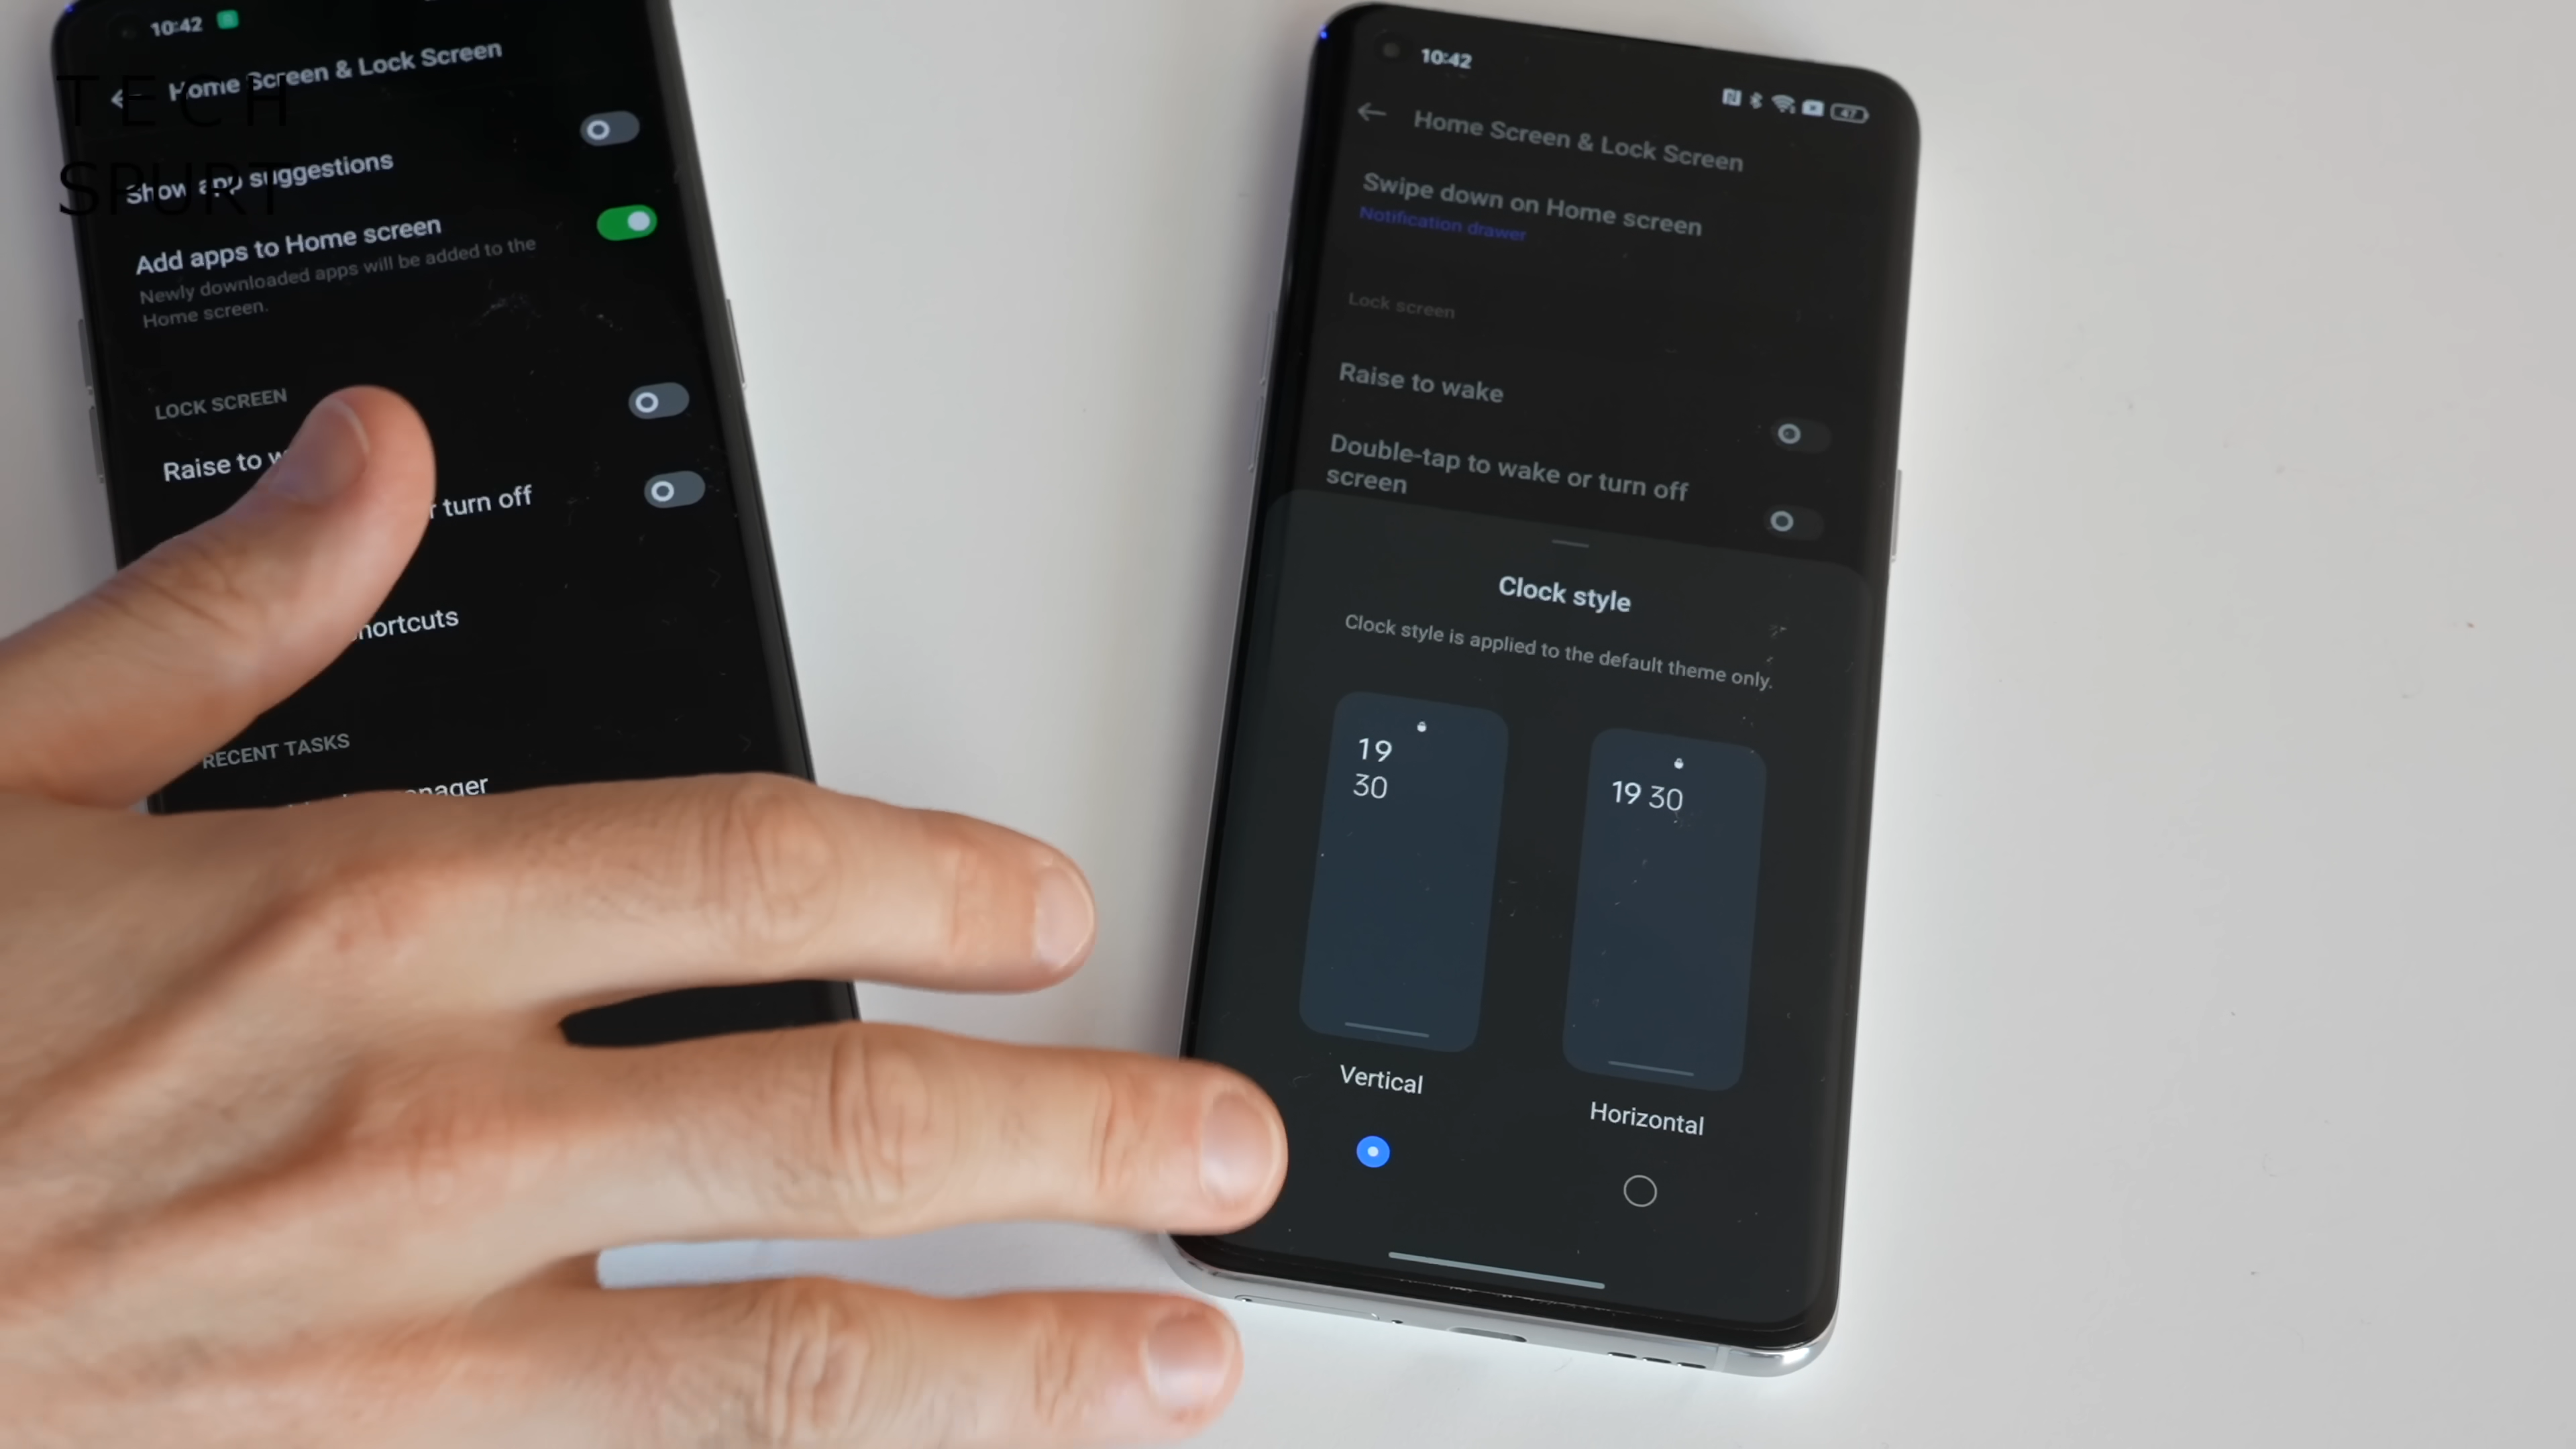 TECH
SPURT
10:42
Home Screen & Lock Screen
Show app suggestions
Add apps to Home screen
Newly downloaded apps will be added to the
Home screen.
LOCK SCREEN
Raise to
turn off
RECENT TASKS
10:42
47
Home Screen & Lock Screen
Swipe down on Home screen
Notification drawer
Lock screen
Raise to wake
Double-tap to wake or turn off
screen
Clock style
Clock style is applied to the default theme only.
19
30
Vertical
19 30
Horizontal